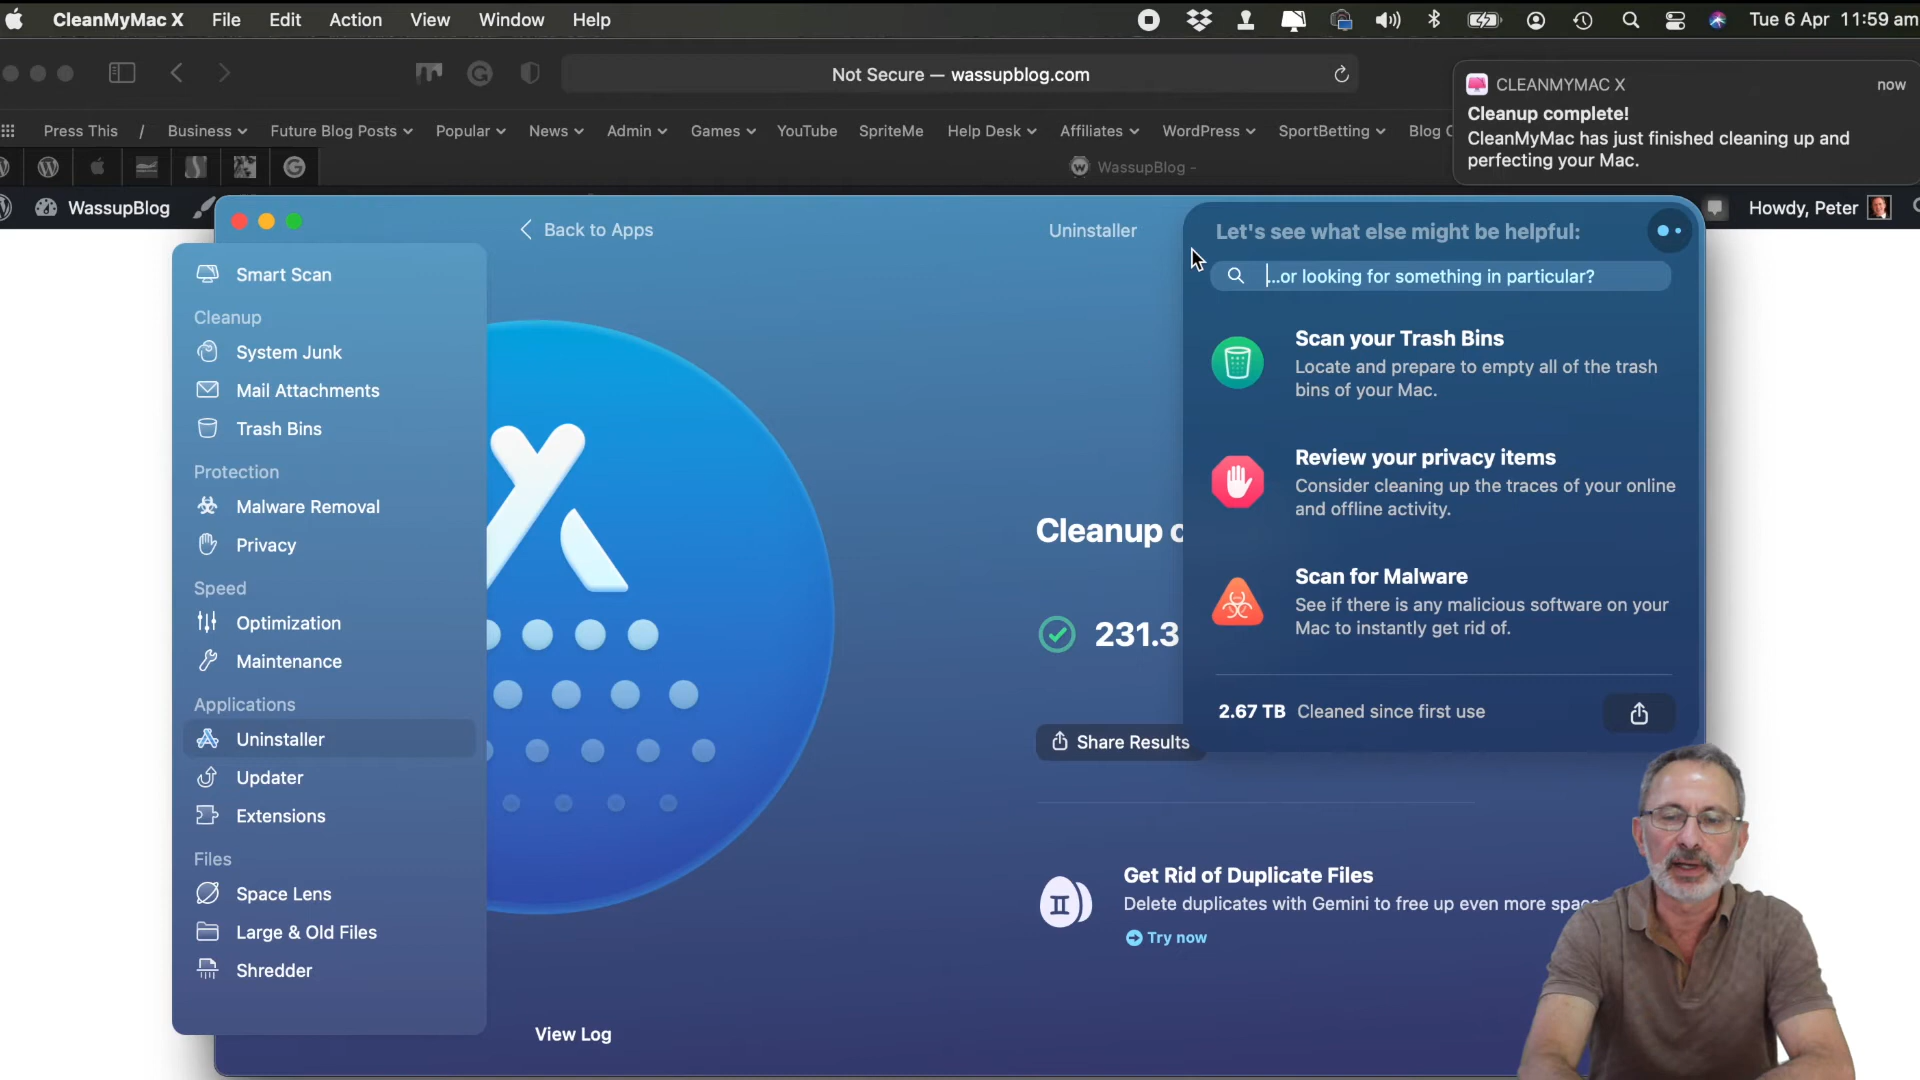 CleanMyMac X File Edit Action View Window Help
Tue 6 Apr 11:59 am
Not Secure — wassupblog.com
CLEANMYMAC X now
Cleanup complete!
CleanMyMac has just finished cleaning up and
perfecting your Mac.
Press This / Business Future Blog Posts Popular News Admin Games YouTube SpriteMe Help Desk Affiliates WordPress SportBetting Blog
WassupBlog -
WassupBlog
Howdy, Peter
Back to Apps
Uninstaller
Smart Scan
Cleanup
System Junk
Mail Attachments
Trash Bins
Protection
Malware Removal
Privacy
Speed
Optimization
Maintenance
Applications
Uninstaller
Updater
Extensions
Files
Space Lens
Large & Old Files
Shredder
Cleanup
231.3
Share Results
Let's see what else might be helpful:
...or looking for something in particular?
Scan your Trash Bins
Locate and prepare to empty all of the trash
bins of your Mac.
Review your privacy items
Consider cleaning up the traces of your online
and offline activity.
Scan for Malware
See if there is any malicious software on your
Mac to instantly get rid of.
2.67 TB Cleaned since first use
Get Rid of Duplicate Files
Delete duplicates with Gemini to free up even more
Try now
View Log